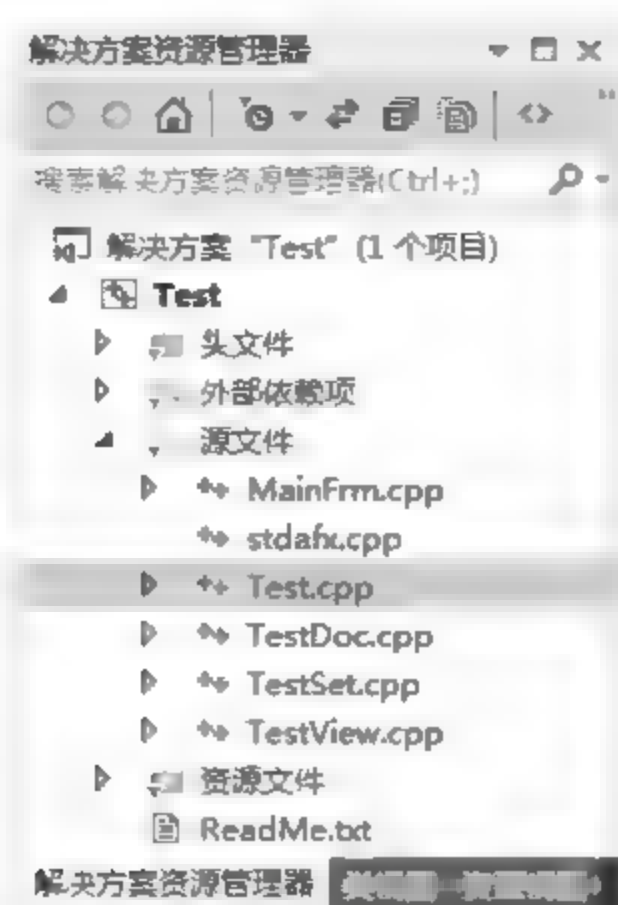 解决方案资源管理器
搜索解决方案资源管理器(Ctrl+;)
解决方案 "Test" (1 个项目)
Test
头文件
外部依赖项
源文件
MainFrm.cpp
stdafx.cpp
Test.cpp
TestDoc.cpp
TestSet.cpp
TestView.cpp
资源文件
ReadMe.txt
解决方案资源管理器